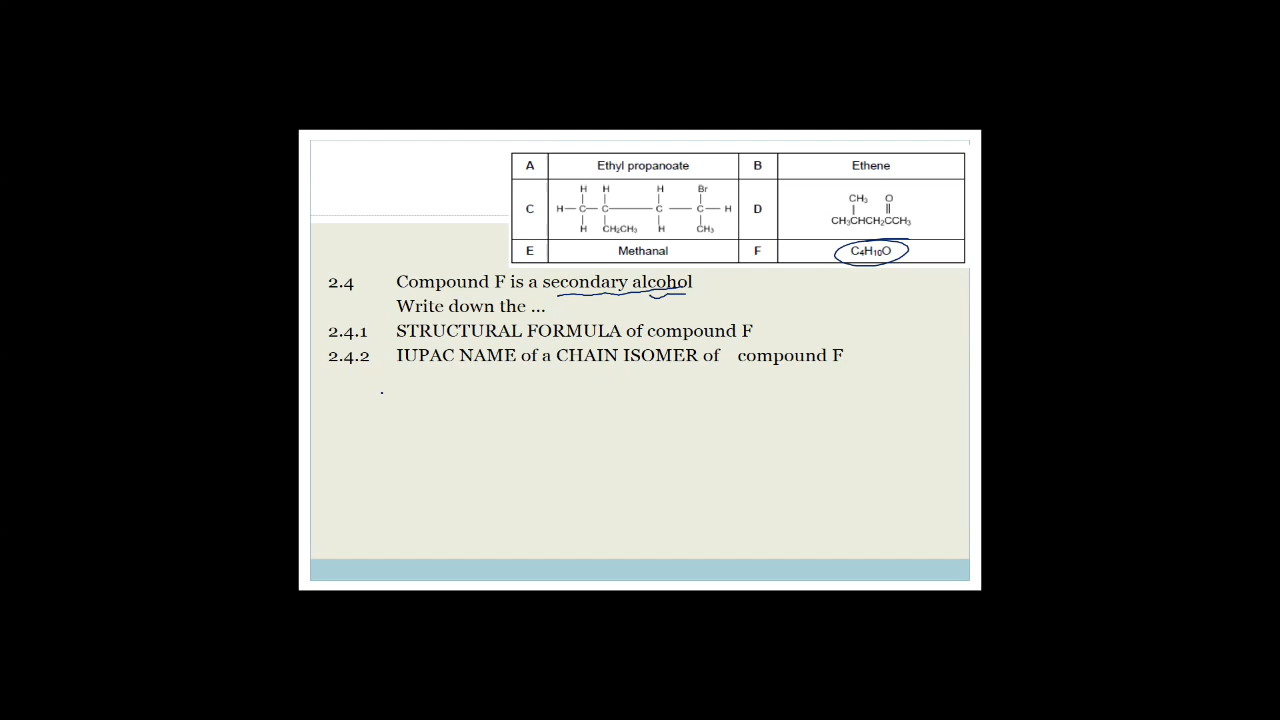 A Ethyl propanoate B Ethene
H H H Br CH₃ O
C H–C–C–C–C–H D
CH₃CHCH₂CCH₃
H CH₂CH₃ H CH₃
E Methanal F C₄H₁₀O
2.4 Compound F is a secondary alcohol
Write down the ...
2.4.1 STRUCTURAL FORMULA of compound F
2.4.2 IUPAC NAME of a CHAIN ISOMER of compound F